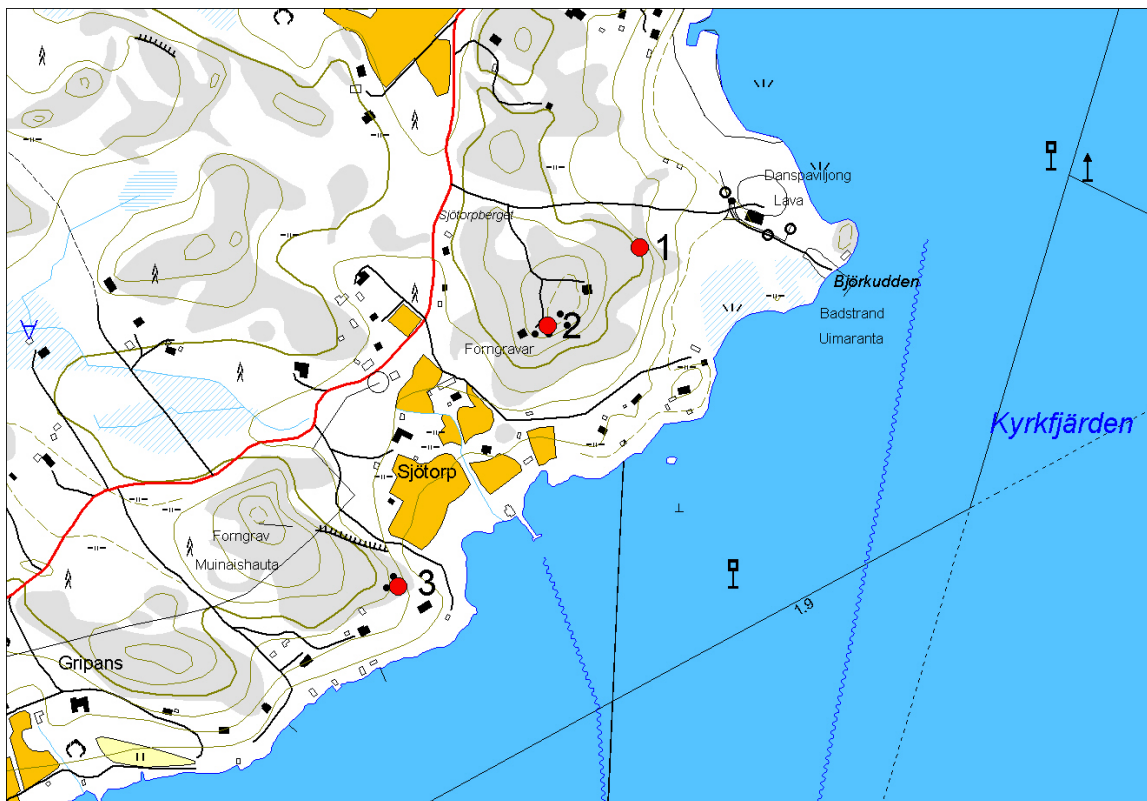 Danspaviljong
Lava
Sjötorpberget
1
Björkudden
Badstrand
Uimaranta
2
Forngravar
Kyrkfjärden
Sjötorp
Forngrav
Muinaishauta
3
1.9
Gripans